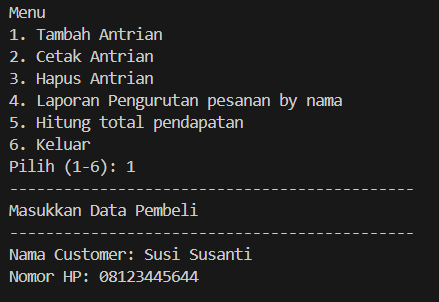 Menu
1. Tambah Antrian
2. Cetak Antrian
3. Hapus Antrian
4. Laporan Pengurutan pesanan by nama
5. Hitung total pendapatan
6. Keluar
Pilih (1-6): 1
---------------------------------------------
Masukkan Data Pembeli
---------------------------------------------
Nama Customer: Susi Susanti
Nomor HP: 08123445644